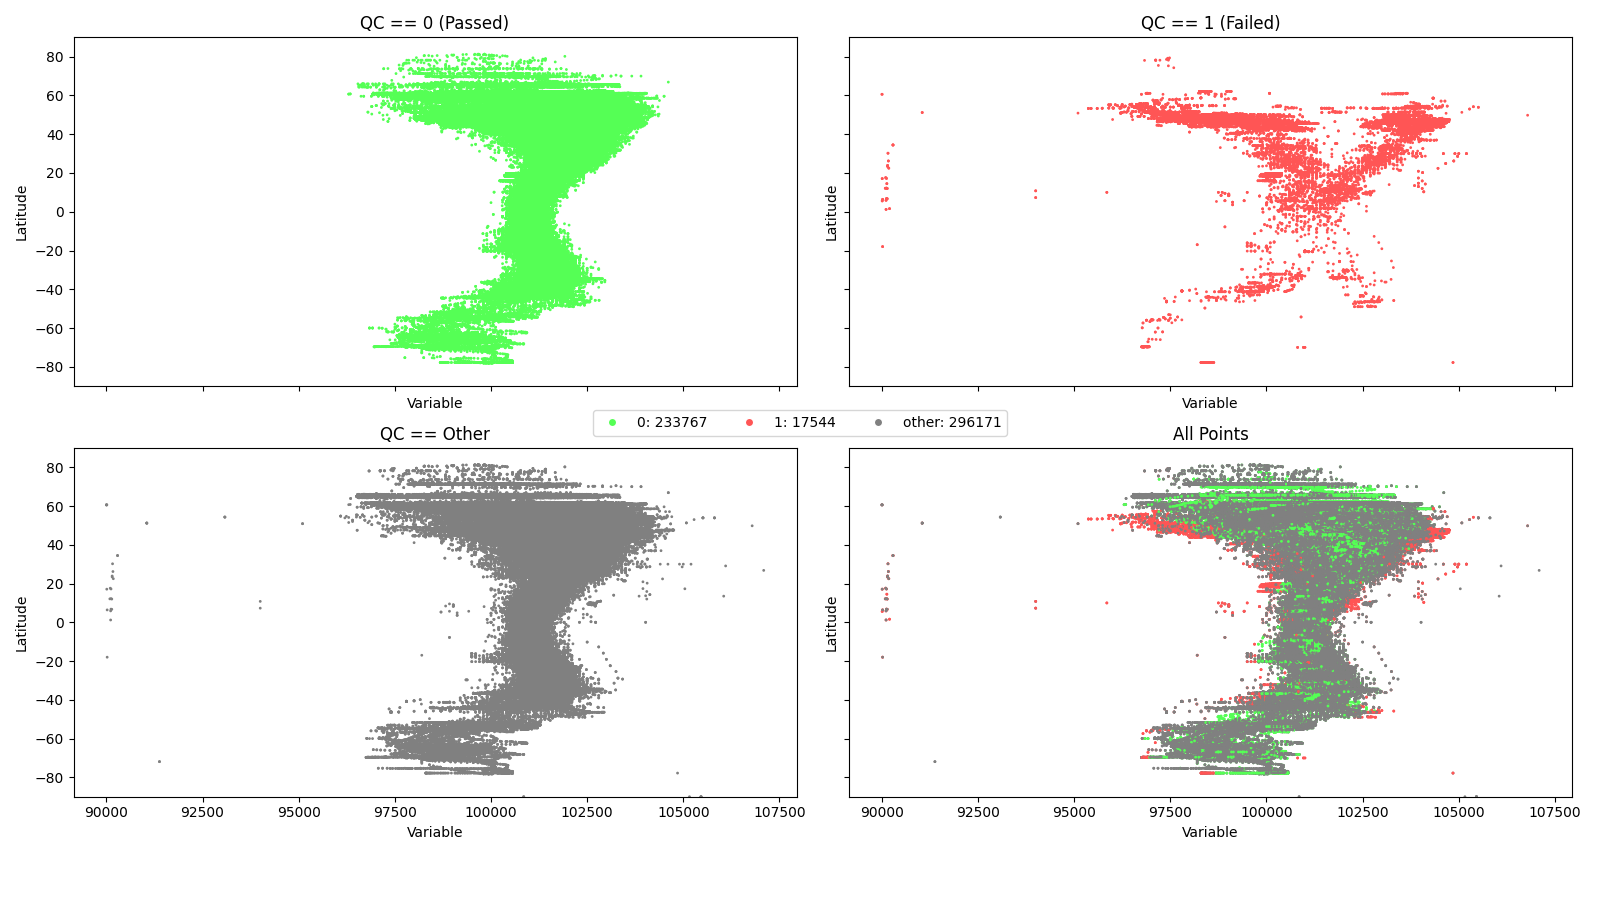 QC == 0 (Passed)
80
60
40
20
0
−20
−40
−60
−80
Latitude
Variable
QC == 1 (Failed)
Latitude
Variable
0: 233767
1: 17544
other: 296171
QC == Other
80
60
40
20
0
−20
−40
−60
−80
Latitude
90000 92500 95000 97500 100000 102500 105000 107500
Variable
All Points
Latitude
90000 92500 95000 97500 100000 102500 105000 107500
Variable